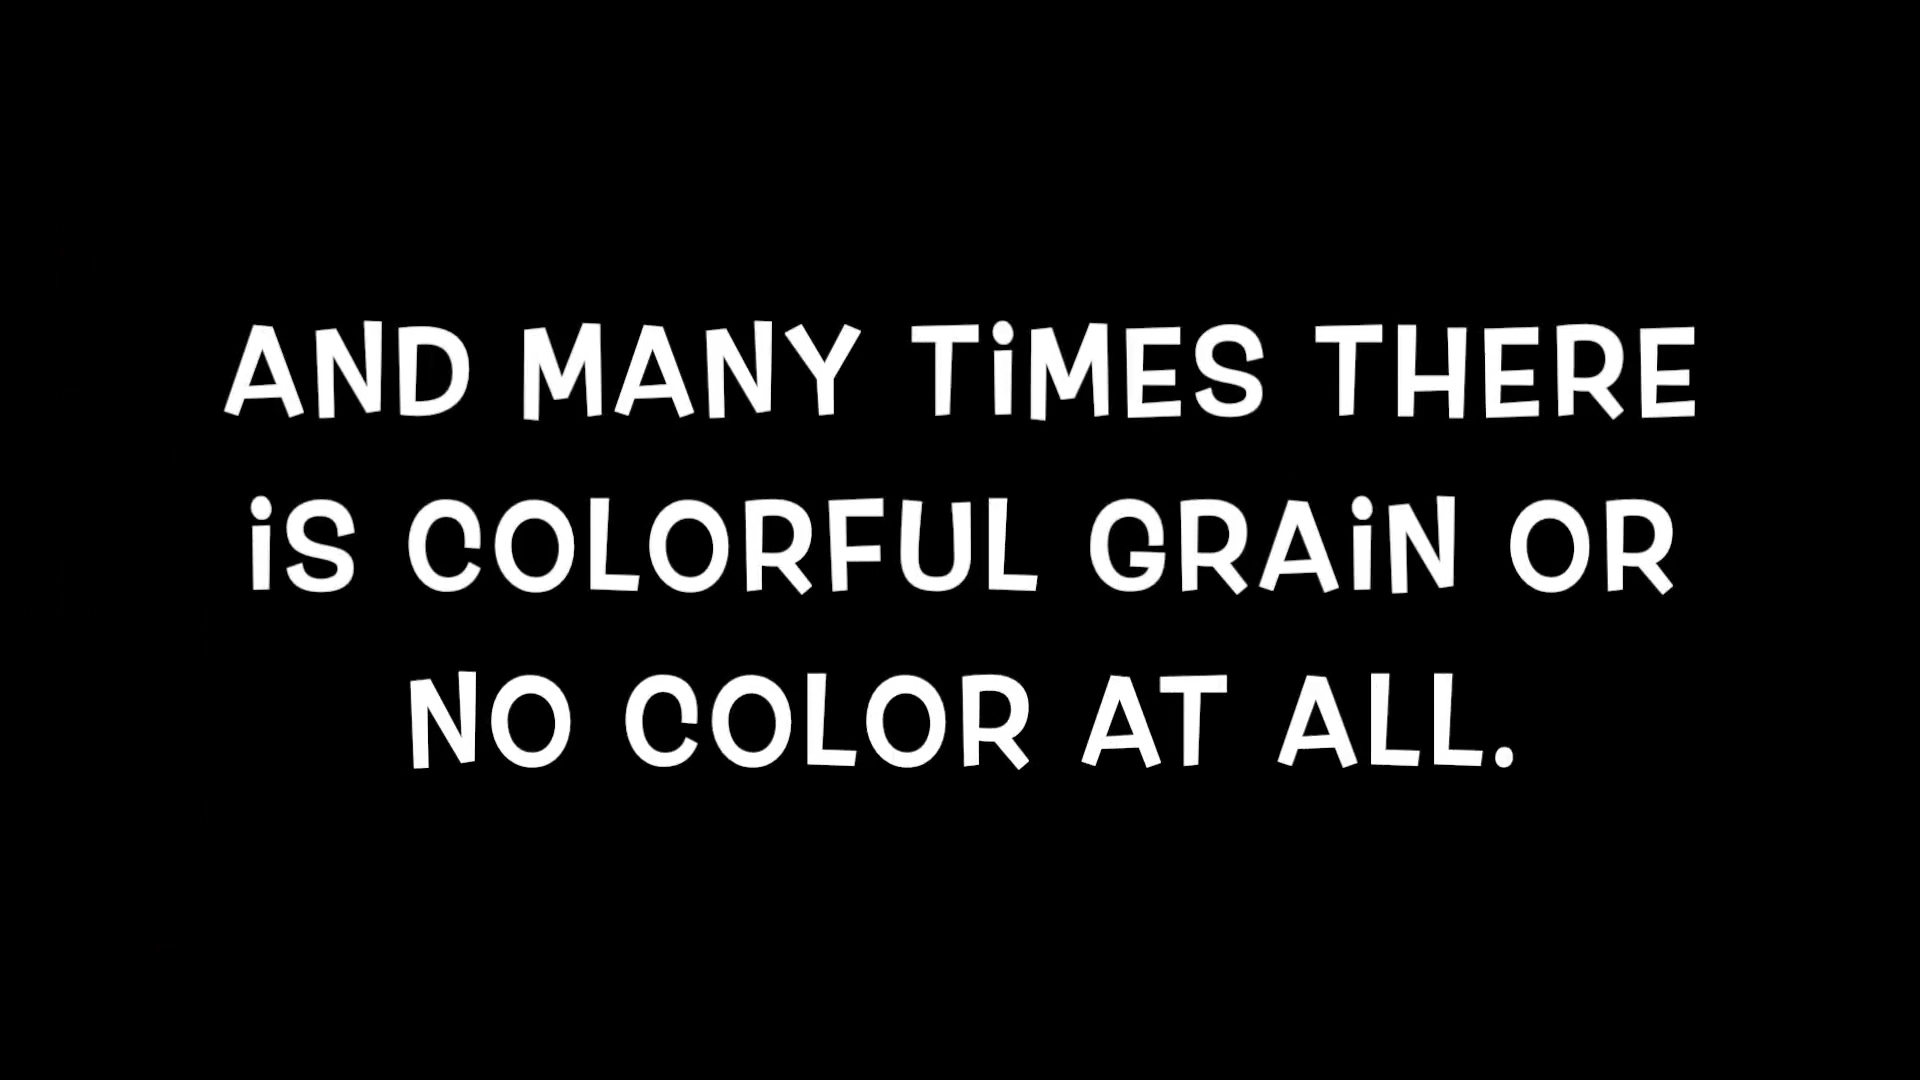 AND MANY TiMES THERE
iS COLORFUL GRAiN OR
NO COLOR AT ALL.